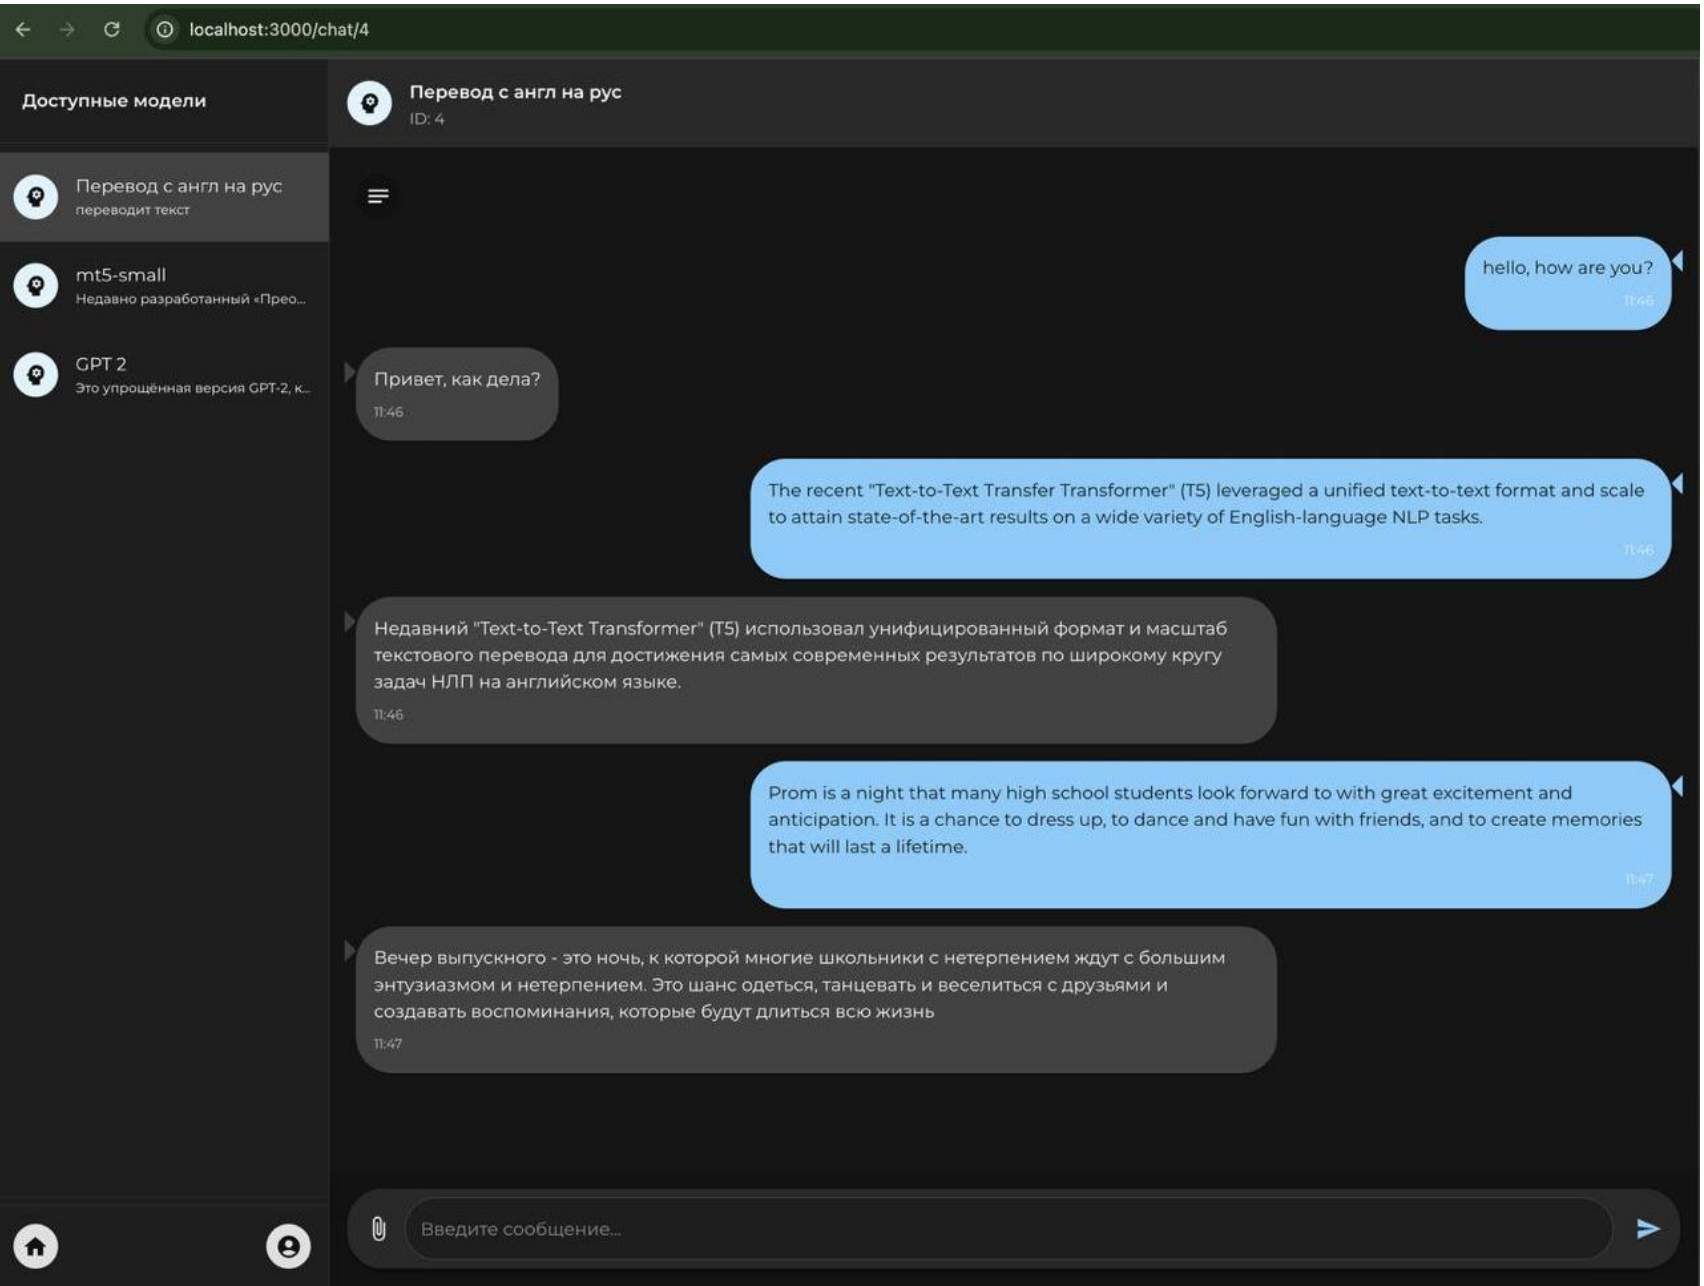 localhost:3000/chat/4
Доступные модели
Перевод с англ на рус
ID: 4
Перевод с англ на рус
переводит текст
mt5-small
Недавно разработанный «Прео...
GPT 2
Это упрощённая версия GPT-2, к...
hello, how are you?
11:46
Привет, как дела?
11:46
The recent "Text-to-Text Transfer Transformer" (T5) leveraged a unified text-to-text format and scale
to attain state-of-the-art results on a wide variety of English-language NLP tasks.
11:46
Недавний "Text-to-Text Transformer" (T5) использовал унифицированный формат и масштаб
текстового перевода для достижения самых современных результатов по широкому кругу
задач НЛП на английском языке.
11:46
Prom is a night that many high school students look forward to with great excitement and
anticipation. It is a chance to dress up, to dance and have fun with friends, and to create memories
that will last a lifetime.
11:47
Вечер выпускного - это ночь, к которой многие школьники с нетерпением ждут с большим
энтузиазмом и нетерпением. Это шанс одеться, танцевать и веселиться с друзьями и
создавать воспоминания, которые будут длиться всю жизнь
11:47
Введите сообщение...